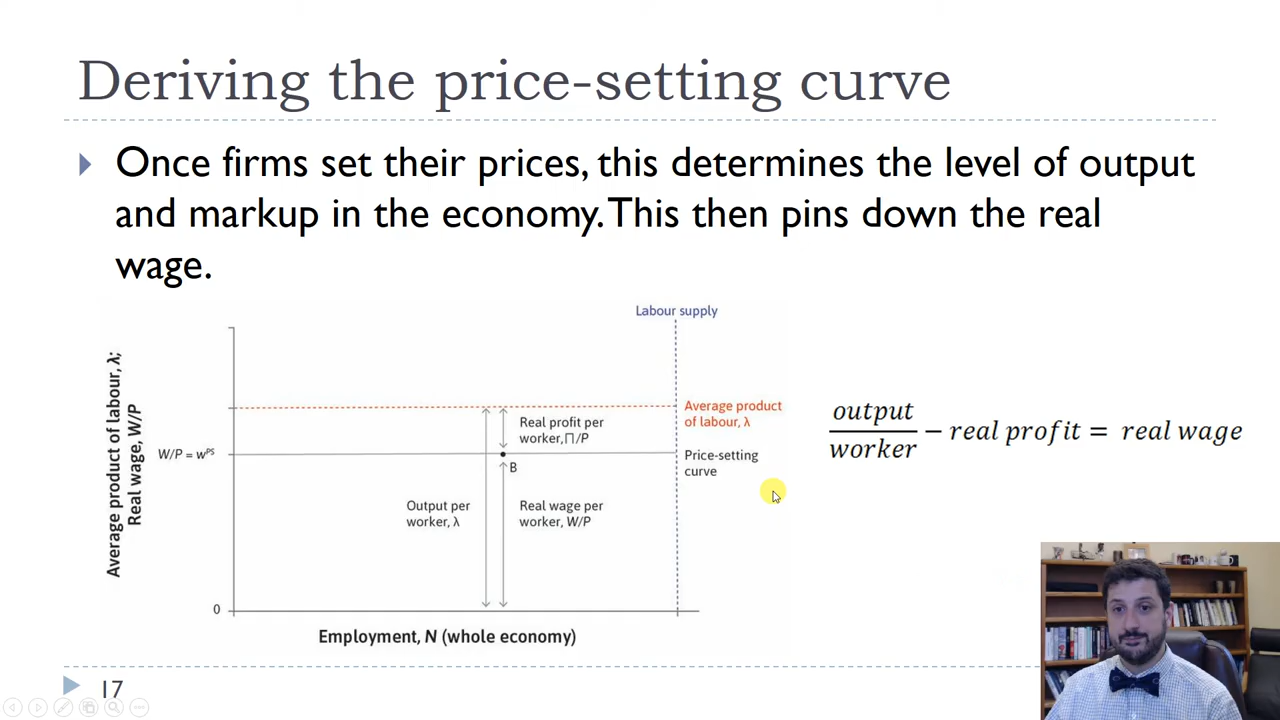 Deriving the price-setting curve
Once firms set their prices, this determines the level of output
and markup in the economy. This then pins down the real
wage.
Labour supply
Average product of labour, λ;
Real wage, W/P
Average product
of labour, λ
Real profit per
worker, Π/P
W/P = wᴾˢ
Price-setting
curve
B
Output per
worker, λ
Real wage per
worker, W/P
0
Employment, N (whole economy)
output
worker
− real profit = real wage
17